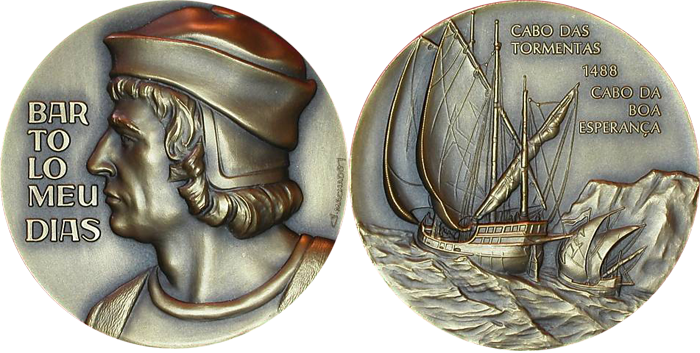 BAR
TO
LO
MEU
DIAS
CABO DAS
TORMENTAS
1488
CABO DA
BOA
ESPERANÇA